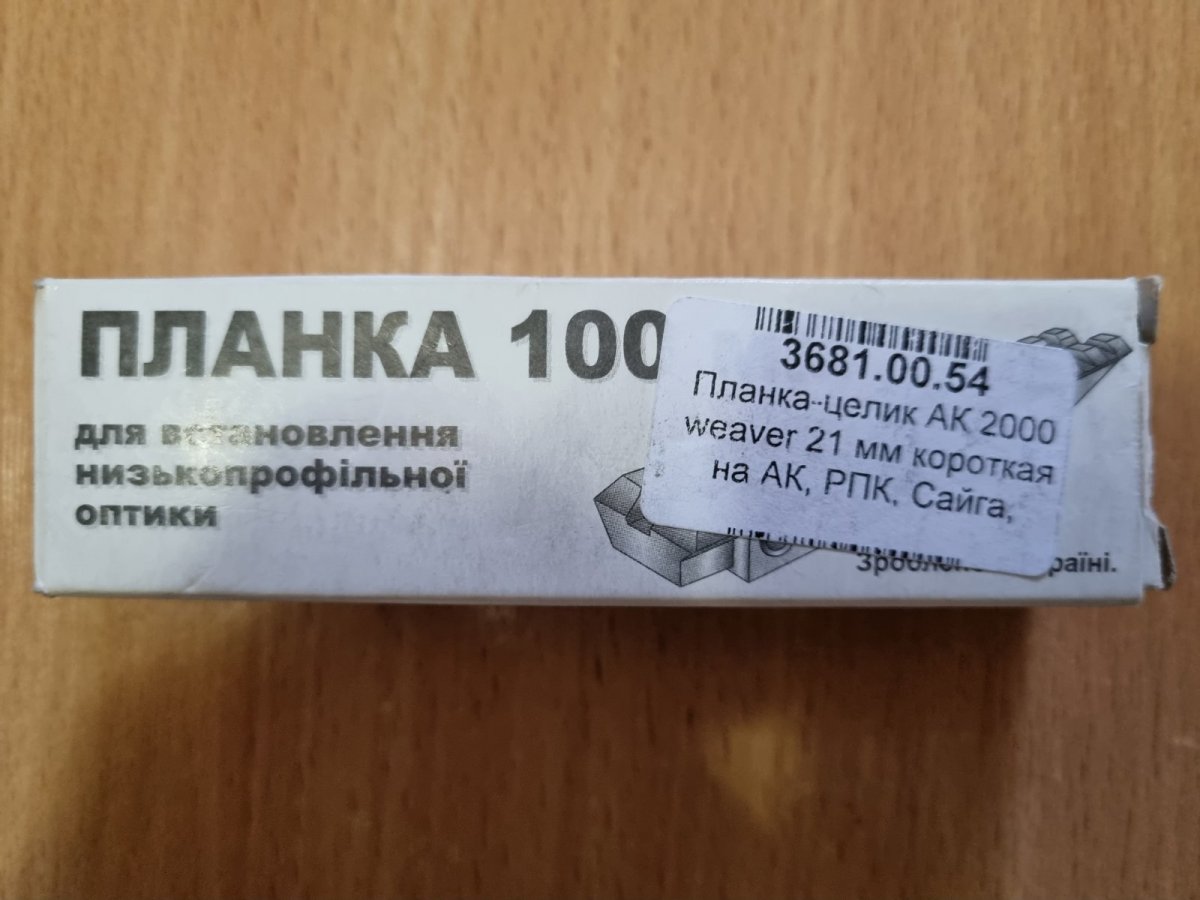 ПЛАНКА 100
для встановлення
низькопрофільної
оптики
3681.00.54
Планка-целик АК 2000
weaver 21 мм короткая
на АК, РПК, Сайга,